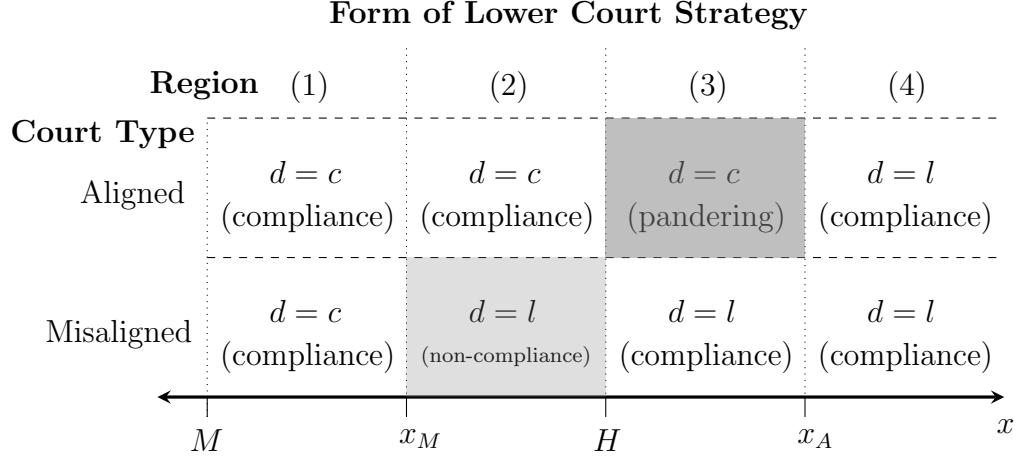 Form of Lower Court Strategy
Region (1) (2) (3) (4)
Court Type
Aligned
d = c d = c d = c d = l
(compliance) (compliance) (pandering) (compliance)
Misaligned
d = c d = l d = l d = l
(compliance) (non-compliance) (compliance) (compliance)
M x_M H x_A x